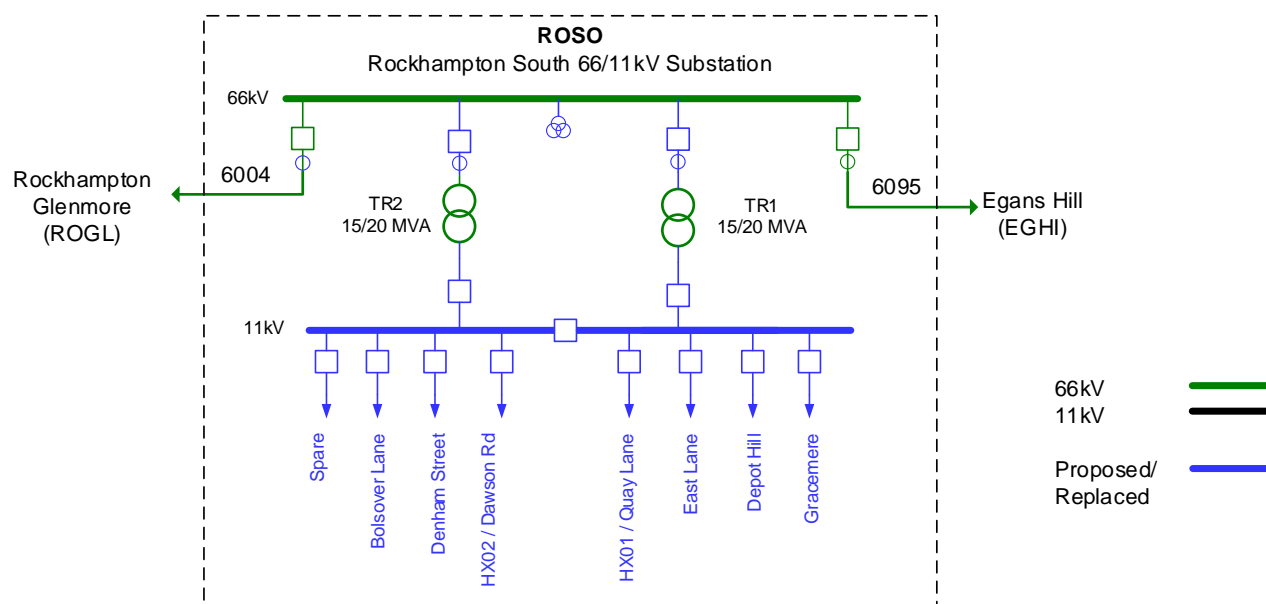 ROSO
Rockhampton South 66/11kV Substation
66kV
6004
Rockhampton
Glenmore
(ROGL)
TR2
15/20 MVA
TR1
15/20 MVA
6095
Egans Hill
(EGHI)
11kV
Spare
Bolsover Lane
Denham Street
HX02 / Dawson Rd
HX01 / Quay Lane
East Lane
Depot Hill
Gracemere
66kV
11kV
Proposed/
Replaced